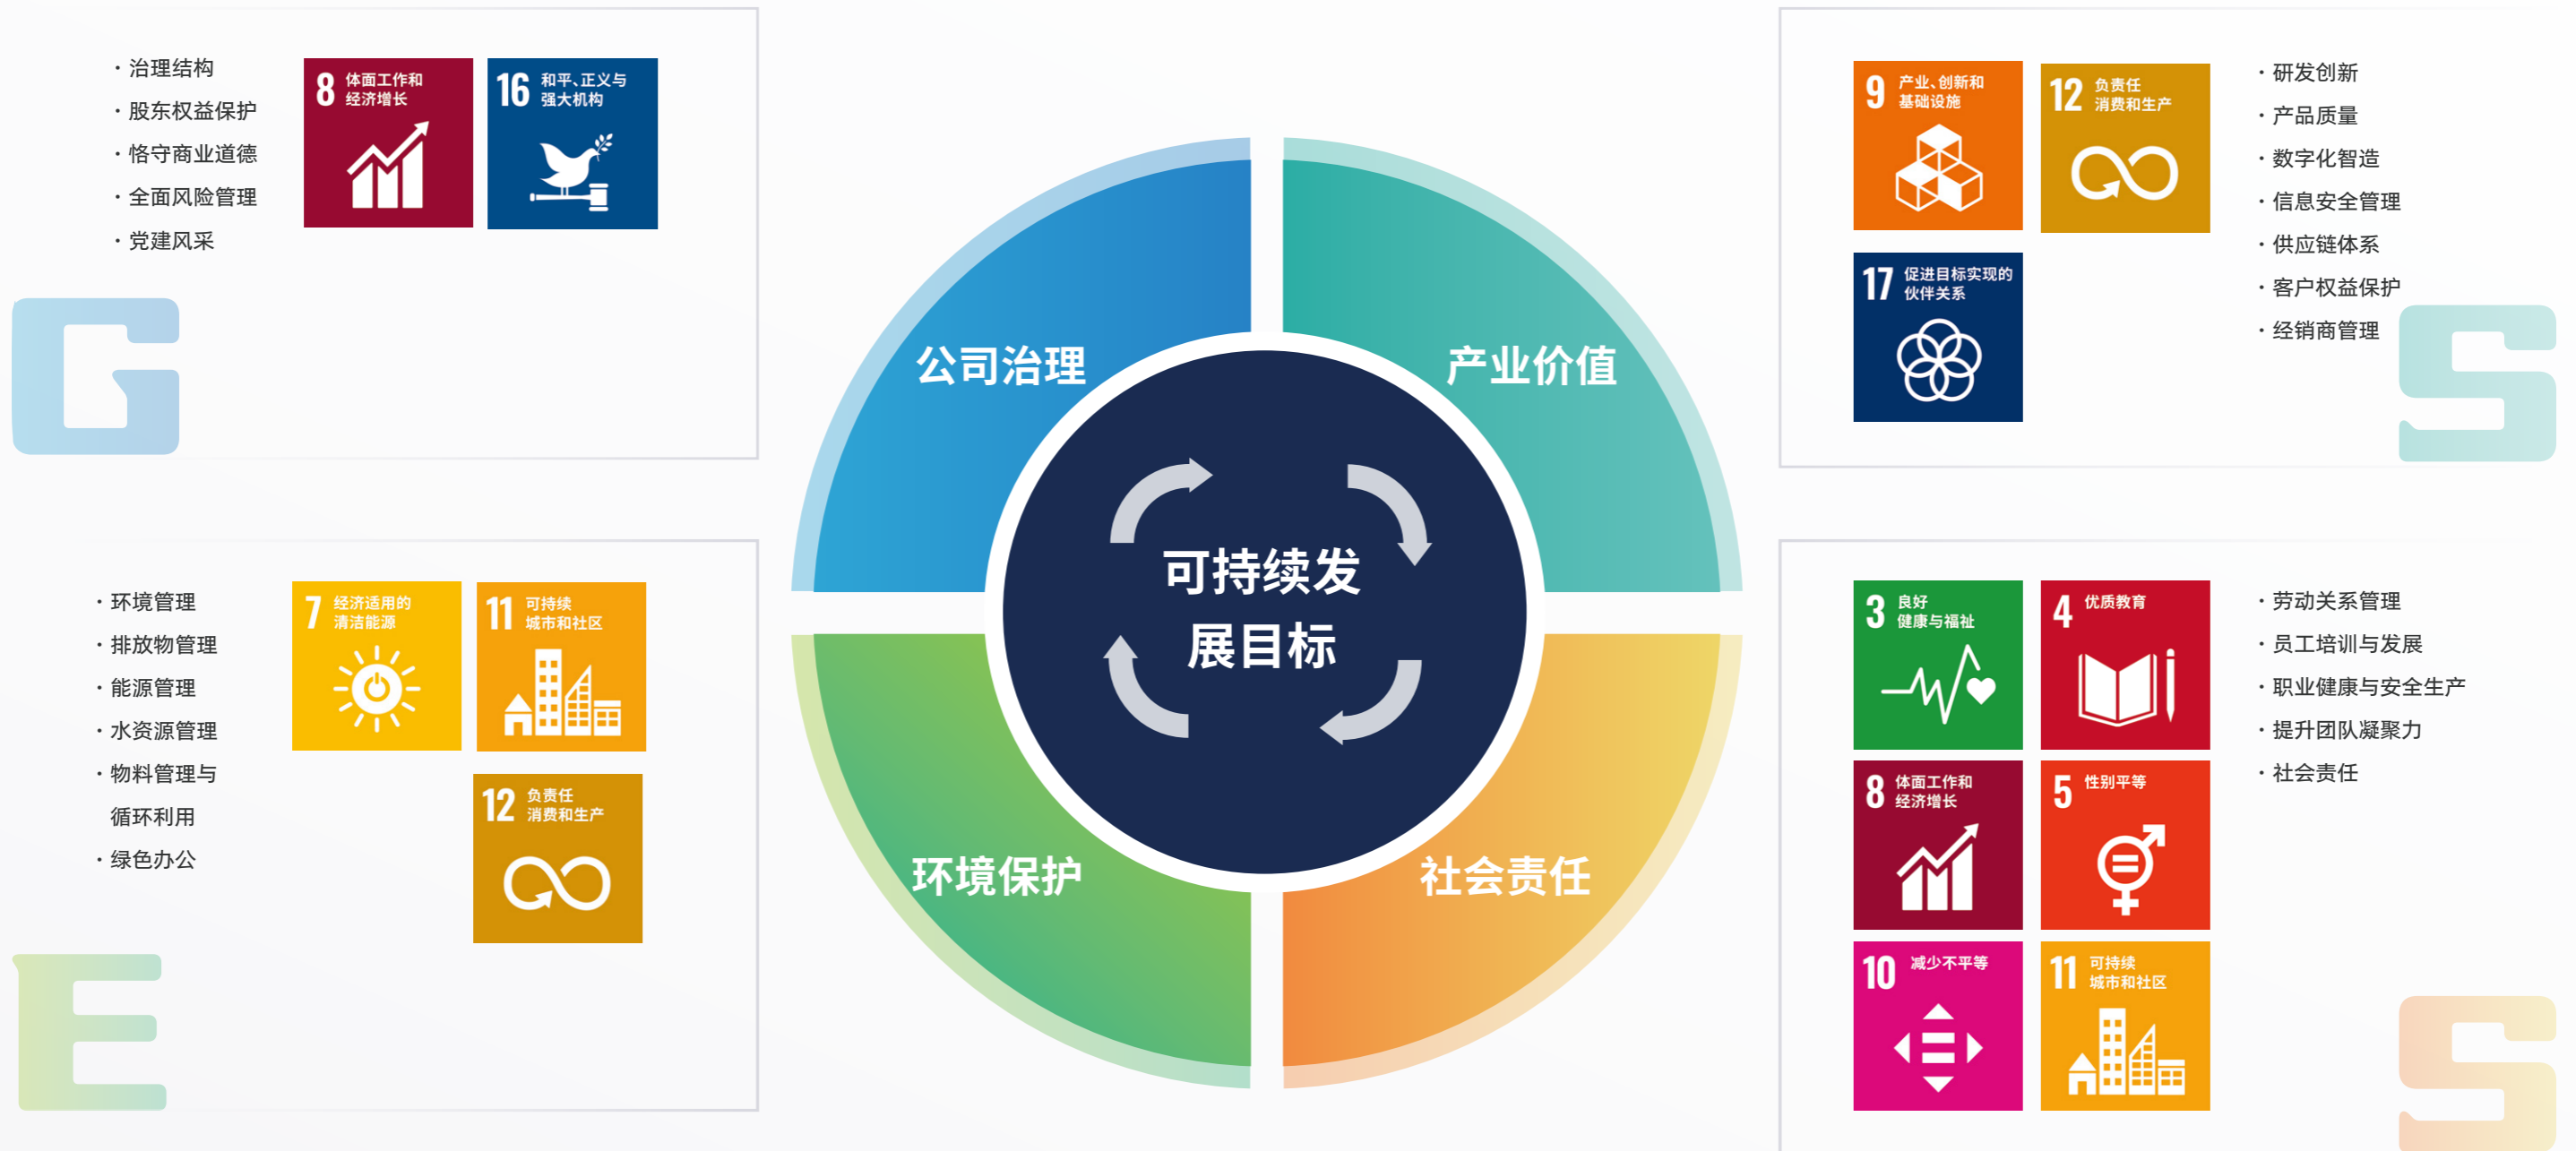 ·治理结构
·股东权益保护
·恪守商业道德
·全面风险管理
·党建风采
8 体面工作和
经济增长
16 和平、正义与
强大机构
G
公司治理
产业价值
9 产业、创新和
基础设施
12 负责任
消费和生产
17 促进目标实现的
伙伴关系
·研发创新
·产品质量
·数字化智造
·信息安全管理
·供应链体系
·客户权益保护
·经销商管理
S
可持续发
展目标
·环境管理
·排放物管理
·能源管理
·水资源管理
·物料管理与
循环利用
·绿色办公
7 经济适用的
清洁能源
11 可持续
城市和社区
12 负责任
消费和生产
E
环境保护
社会责任
3 良好
健康与福祉
4 优质教育
8 体面工作和
经济增长
5 性别平等
10 减少不平等
11 可持续
城市和社区
·劳动关系管理
·员工培训与发展
·职业健康与安全生产
·提升团队凝聚力
·社会责任
S